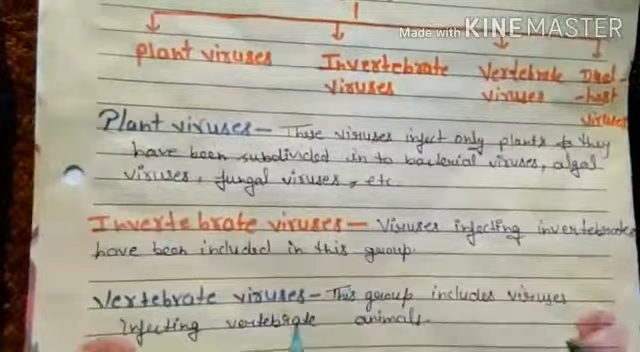 Made with KINEMASTER
Plant viruses
Invertebrate
viruses
Vertebrate
viruses
Dual-
-host
viruses
Plant viruses - These viruses infect only plants & they
have been subdivided in to bacterial viruses, algal
viruses, fungal viruses, etc.
Invertebrate viruses - Viruses infecting invertebrates
have been included in this group.
Vertebrate viruses - This group includes viruses
infecting vertebrate animals.